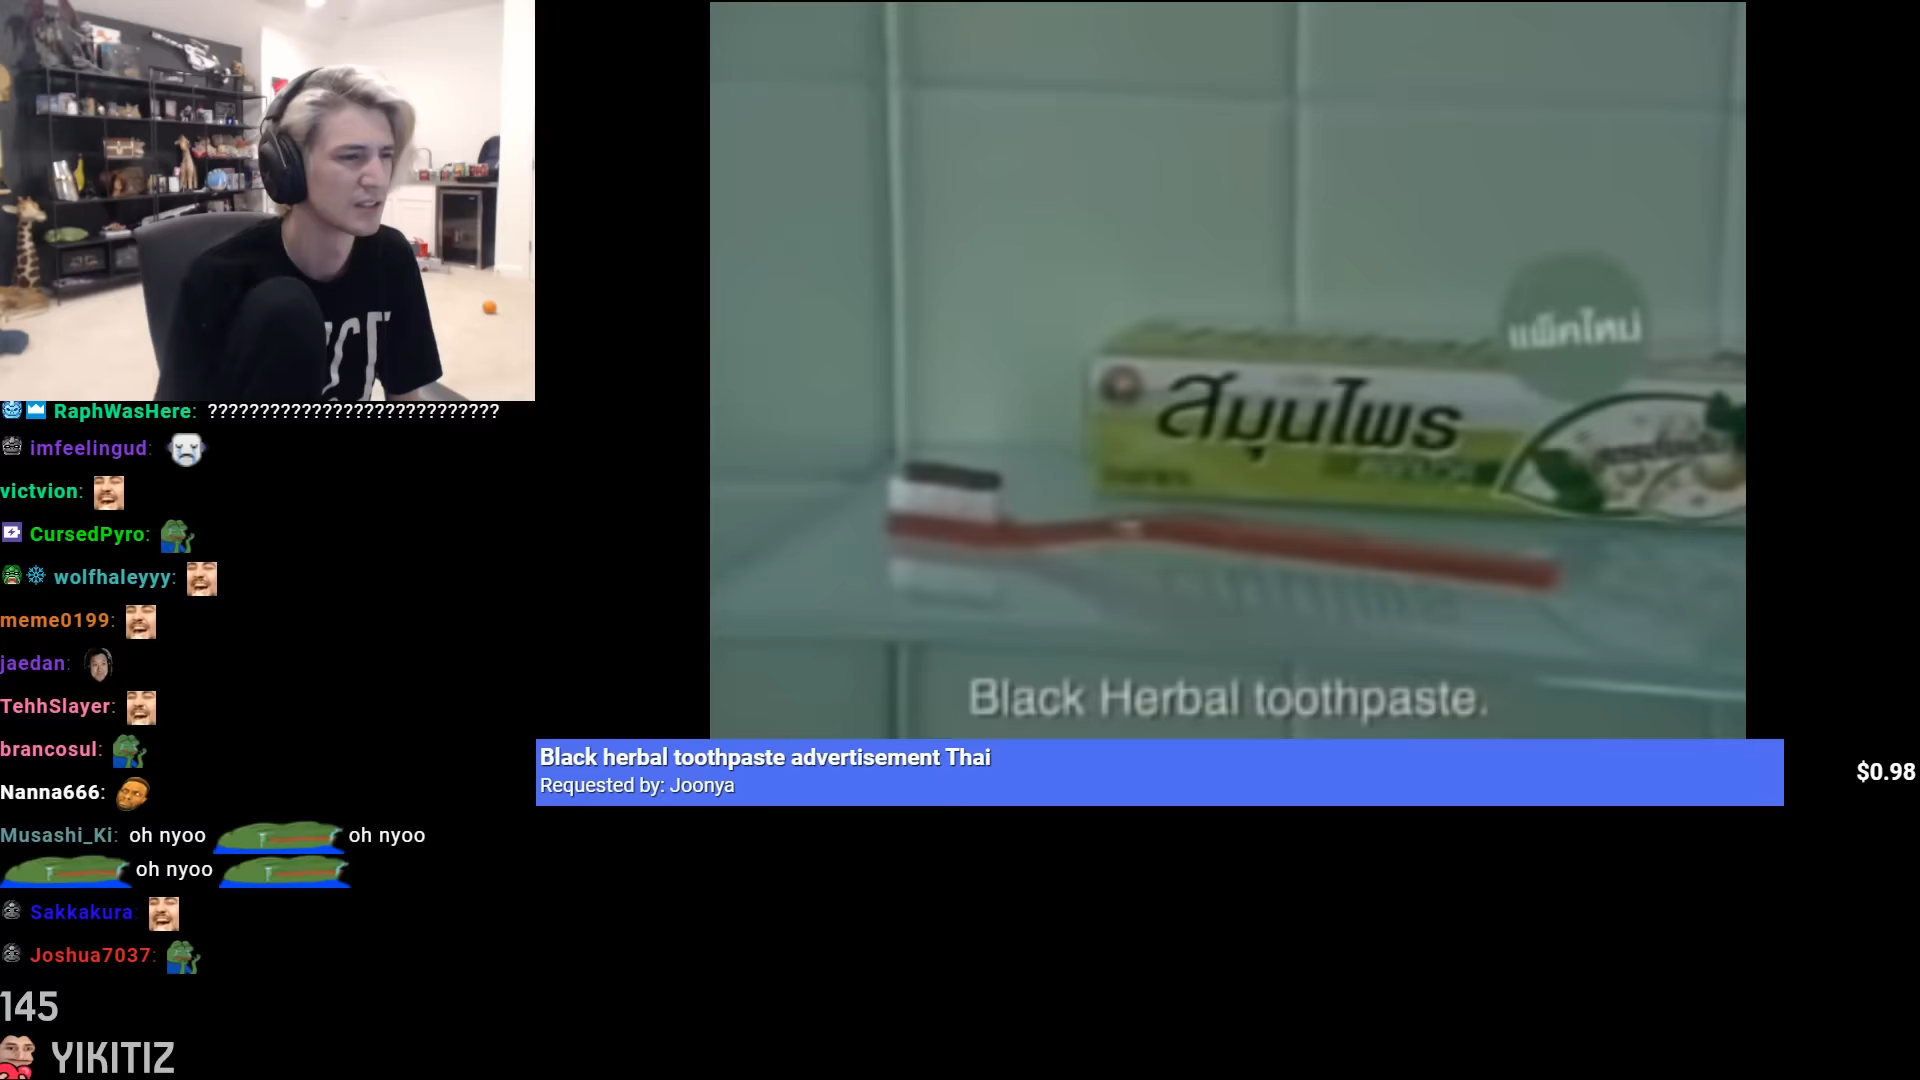 RaphWasHere: ????????????????????????????
imfeelingud:
victvion:
CursedPyro:
wolfhaleyyy:
meme0199:
jaedan:
TehhSlayer:
brancosul:
Nanna666:
Musashi_Ki: oh nyoo oh nyoo
oh nyoo
Sakkakura:
Joshua7037:
145
YIKITIZ
แพ็คใหม่
สมุนไพร
Black Herbal toothpaste.
Black herbal toothpaste advertisement Thai
Requested by: Joonya
$0.98